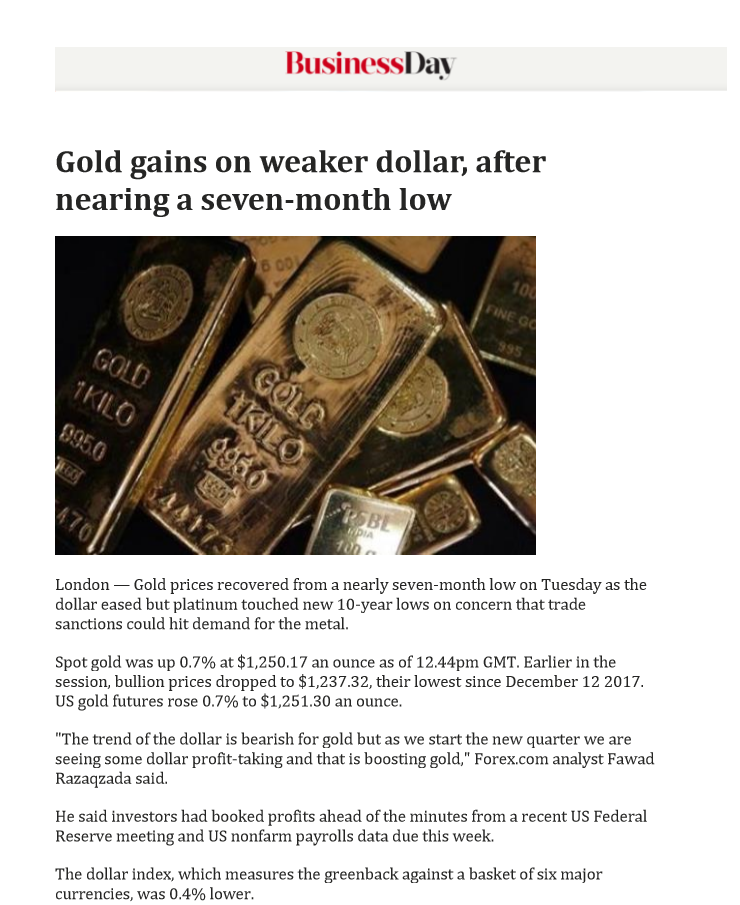 BusinessDay
Gold gains on weaker dollar, after
nearing a seven-month low
GOLD
1KILO
995.0
470
GOLD
1KILO
995.0
100
FINE GO
995
INDIA
100 g
London — Gold prices recovered from a nearly seven-month low on Tuesday as the
dollar eased but platinum touched new 10-year lows on concern that trade
sanctions could hit demand for the metal.
Spot gold was up 0.7% at $1,250.17 an ounce as of 12.44pm GMT. Earlier in the
session, bullion prices dropped to $1,237.32, their lowest since December 12 2017.
US gold futures rose 0.7% to $1,251.30 an ounce.
"The trend of the dollar is bearish for gold but as we start the new quarter we are
seeing some dollar profit-taking and that is boosting gold," Forex.com analyst Fawad
Razaqzada said.
He said investors had booked profits ahead of the minutes from a recent US Federal
Reserve meeting and US nonfarm payrolls data due this week.
The dollar index, which measures the greenback against a basket of six major
currencies, was 0.4% lower.